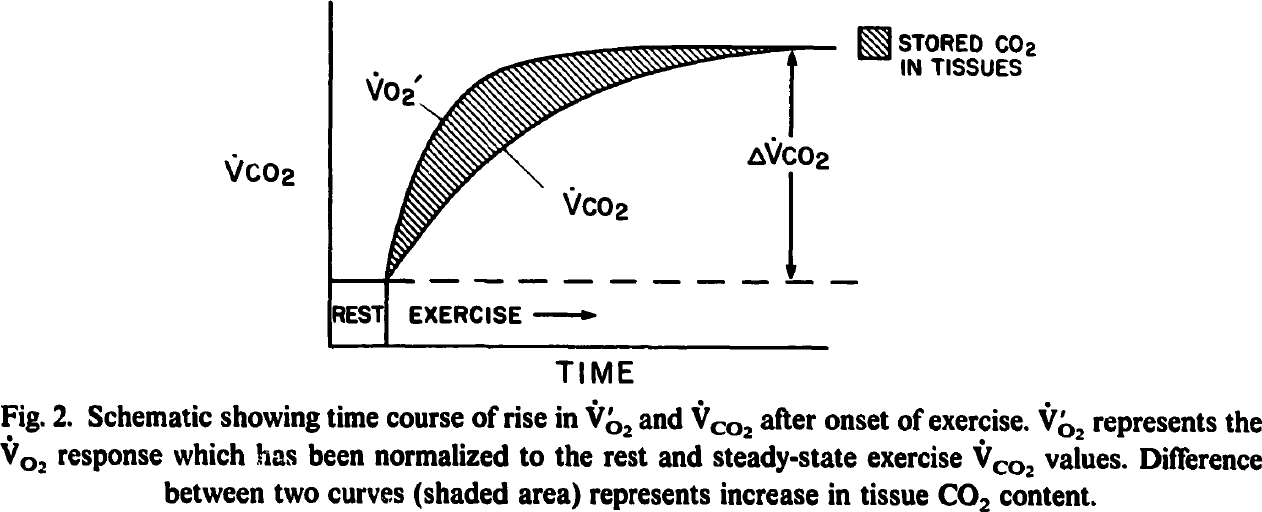 STORED CO₂
IN TISSUES
V̇O₂′
ΔV̇CO₂
V̇CO₂
V̇CO₂
REST
EXERCISE
TIME
Fig. 2. Schematic showing time course of rise in V̇′O₂ and V̇CO₂ after onset of exercise. V̇′O₂ represents the
V̇O₂ response which has been normalized to the rest and steady-state exercise V̇CO₂ values. Difference
between two curves (shaded area) represents increase in tissue CO₂ content.